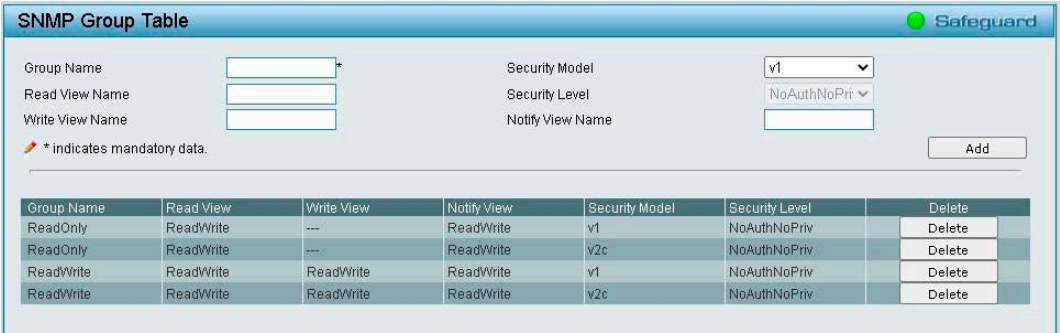 SNMP Group Table Safeguard
Group Name * Security Model v1
Read View Name Security Level NoAuthNoPri
Write View Name Notify View Name
* indicates mandatory data. Add
Group Name Read View Write View Notify View Security Model Security Level Delete
ReadOnly ReadWrite --- ReadWrite v1 NoAuthNoPriv Delete
ReadOnly ReadWrite --- ReadWrite v2c NoAuthNoPriv Delete
ReadWrite ReadWrite ReadWrite ReadWrite v1 NoAuthNoPriv Delete
ReadWrite ReadWrite ReadWrite ReadWrite v2c NoAuthNoPriv Delete